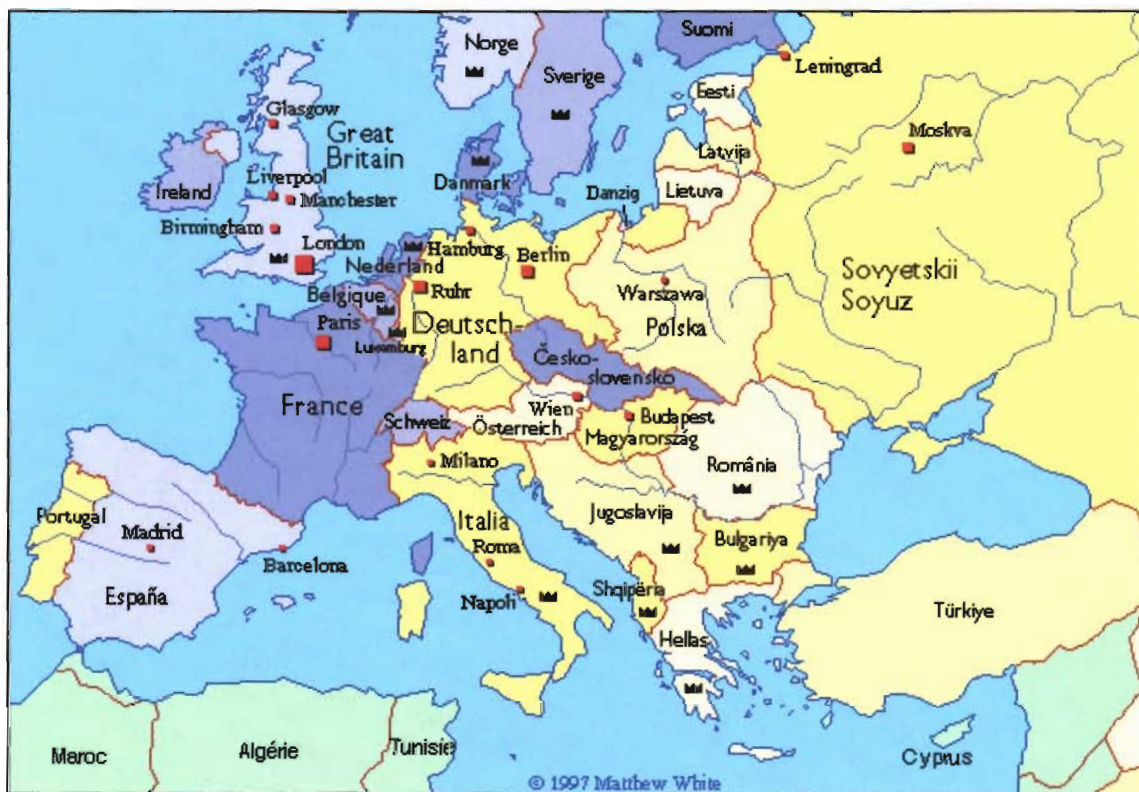 Norge
Suomi
Sverige
Leningrad
Eesti
Glasgow
Great
Britain
Moskva
Latvija
Danmark
Danzig
Lietuva
Ireland
Liverpool
Manchester
Birmingham
London
Hamburg
Nederland
Berlin
Sovyetskii
Soyuz
Belgique
Ruhr
Warszawa
Polska
Paris
Luxemburg
Deutsch-
land
Česko-
slovensko
France
Schweiz
Wien
Österreich
Budapest
Magyarország
Milano
România
Portugal
Madrid
Italia
Jugoslavija
Roma
Bulgariya
Barcelona
España
Napoli
Shqipëria
Türkiye
Hellas
Maroc
Algérie
Tunisie
Cyprus
© 1997 Matthew White